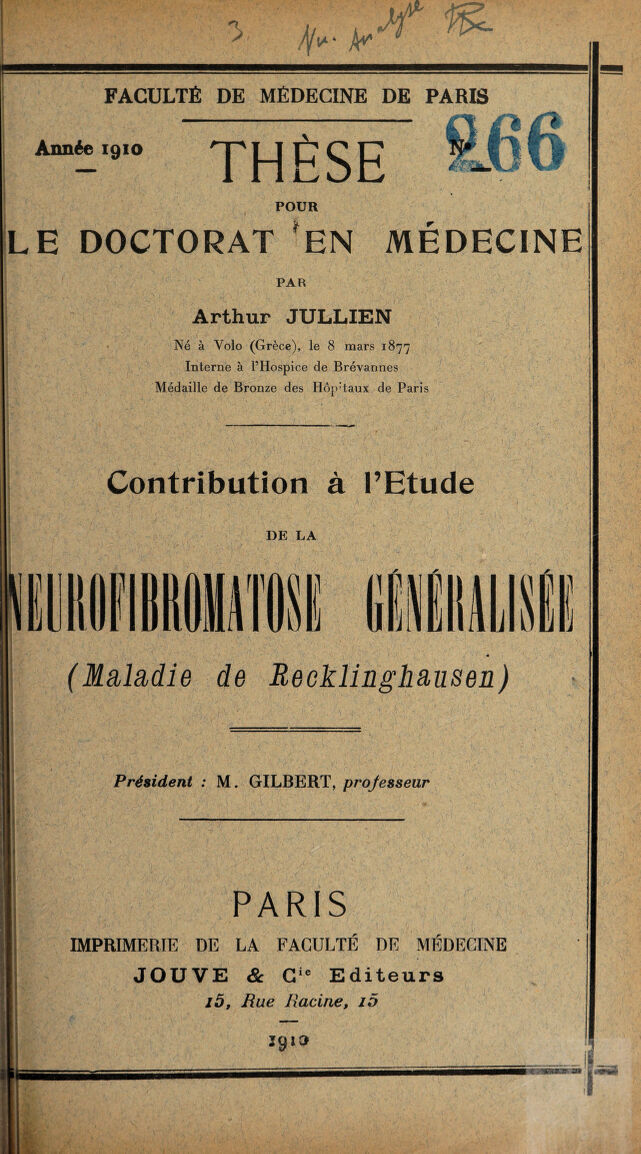 3. Analyse
FACULTÉ DE MÉDECINE DE PARIS
Année 1910
THÈSE
N° 266
POUR
LE DOCTORAT EN MÉDECINE
PAR
Arthur JULLIEN
Né à Volo (Grèce), le 8 mars 1877
Interne à l'Hospice de Brévannes
Médaille de Bronze des Hôpitaux de Paris
Contribution à l'Etude
DE LA
NEUROFIBROMATOSE GÉNÉRALISÉE
(Maladie de Recklinghausen)
Président : M. GILBERT, professeur
PARIS
IMPRIMERIE DE LA FACULTÉ DE MÉDECINE
JOUVE & Cie Editeurs
15, Rue Racine, 15
1910